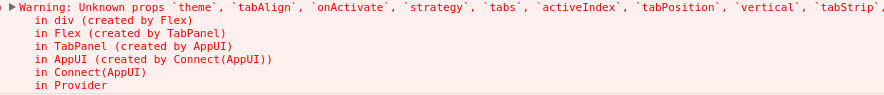 Warning: Unknown props `theme`, `tabAlign`, `onActivate`, `strategy`, `tabs`, `activeIndex`, `tabPosition`, `vertical`, `tabStrip`,
in div (created by Flex)
in Flex (created by TabPanel)
in TabPanel (created by AppUI)
in AppUI (created by Connect(AppUI))
in Connect(AppUI)
in Provider